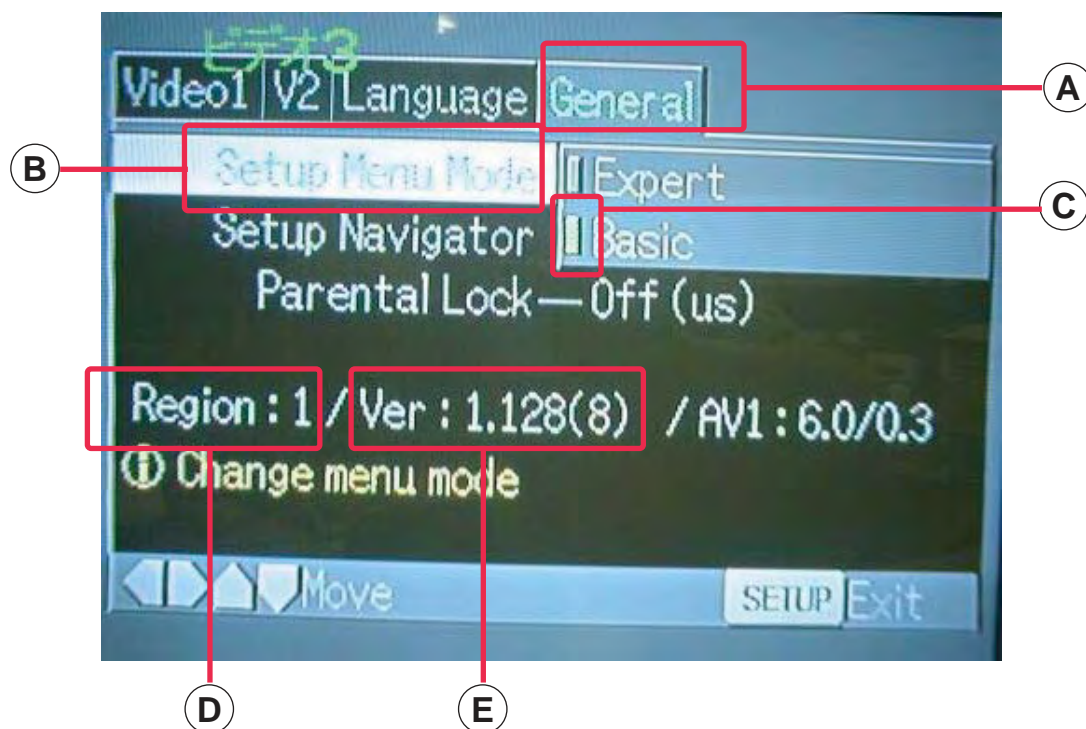 ビデオ3
Video1 V2 Language General
A
B
Setup Menu Mode Expert
C
Setup Navigator Basic
Parental Lock — Off (us)
Region : 1 / Ver : 1.128(8) / AV1 : 6.0/0.3
ⓘ Change menu mode
Move SETUP Exit
D E